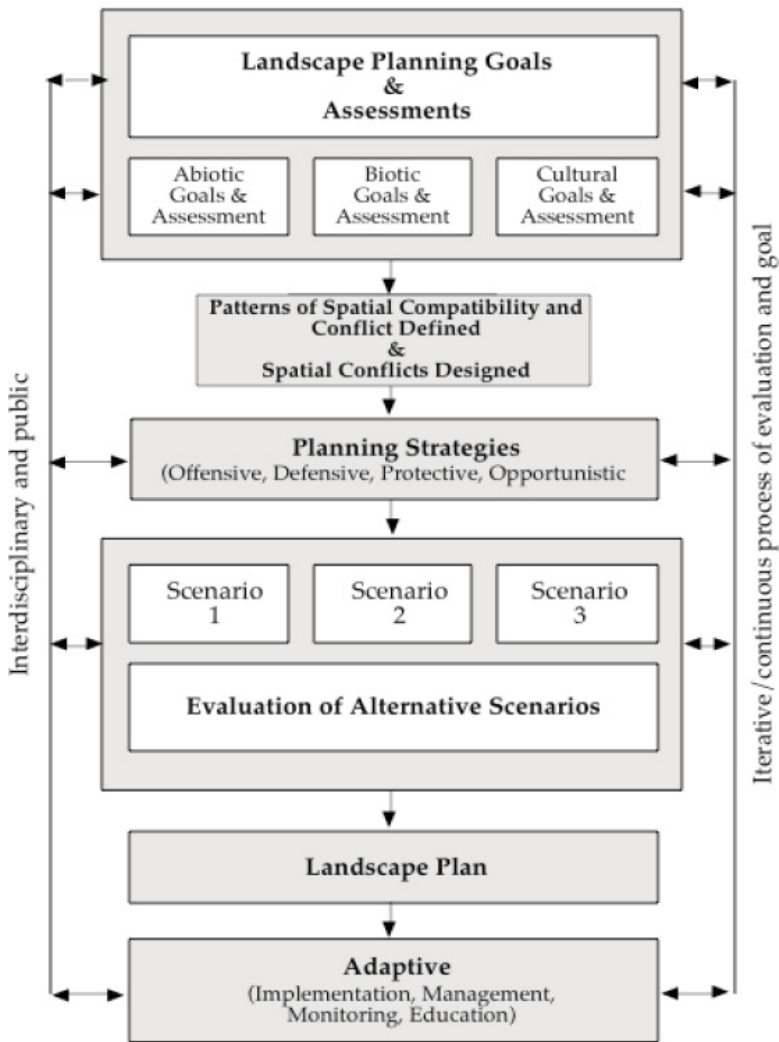 Landscape Planning Goals
&
Assessments
Abiotic
Goals &
Assessment
Biotic
Goals &
Assessment
Cultural
Goals &
Assessment
Patterns of Spatial Compatibility and
Conflict Defined
&
Spatial Conflicts Designed
Planning Strategies
(Offensive, Defensive, Protective, Opportunistic
Scenario
1
Scenario
2
Scenario
3
Evaluation of Alternative Scenarios
Landscape Plan
Adaptive
(Implementation, Management,
Monitoring, Education)
Interdisciplinary and public
Iterative/continuous process of evaluation and goal